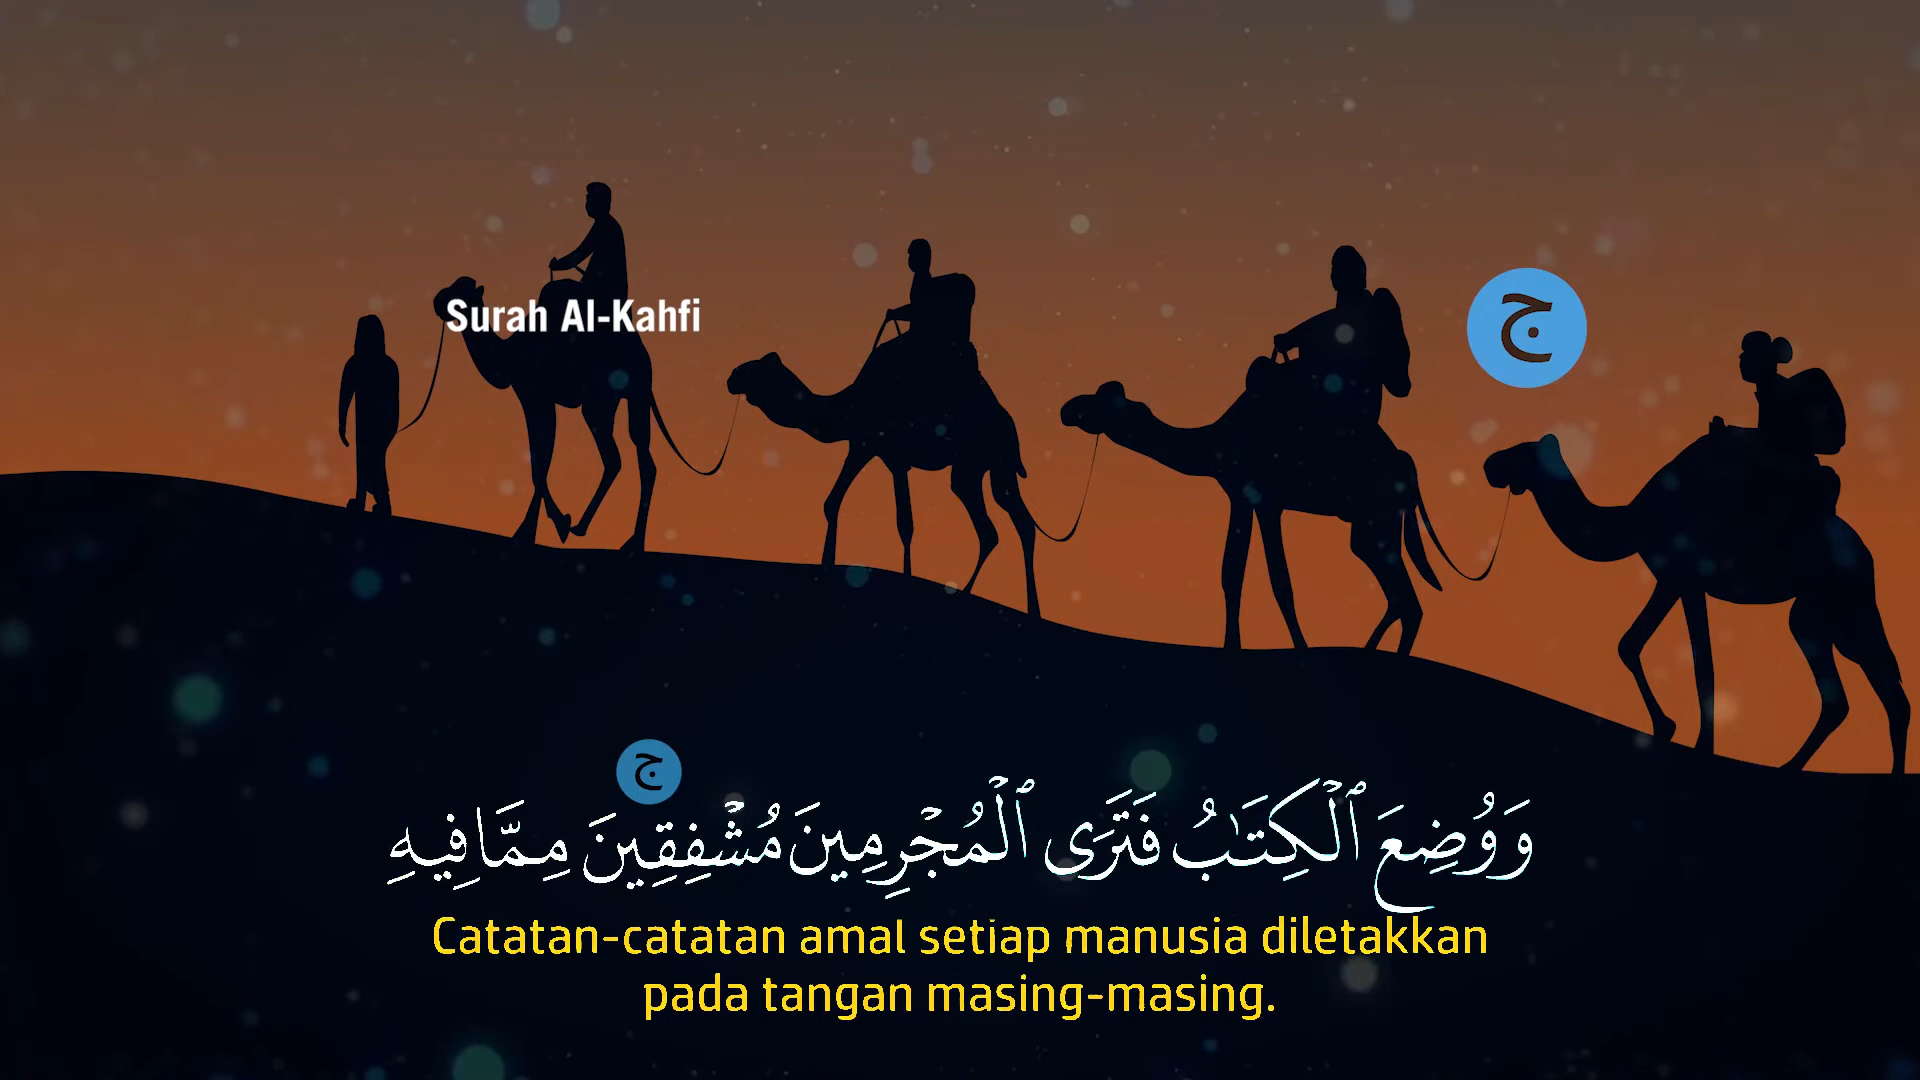 Surah Al-Kahfi
ج
ج
وَوُضِعَ ٱلْكِتَـٰبُ فَتَرَى ٱلْمُجْرِمِينَ مُشْفِقِينَ مِمَّا فِيهِ
Catatan-catatan amal setiap manusia diletakkan
pada tangan masing-masing.